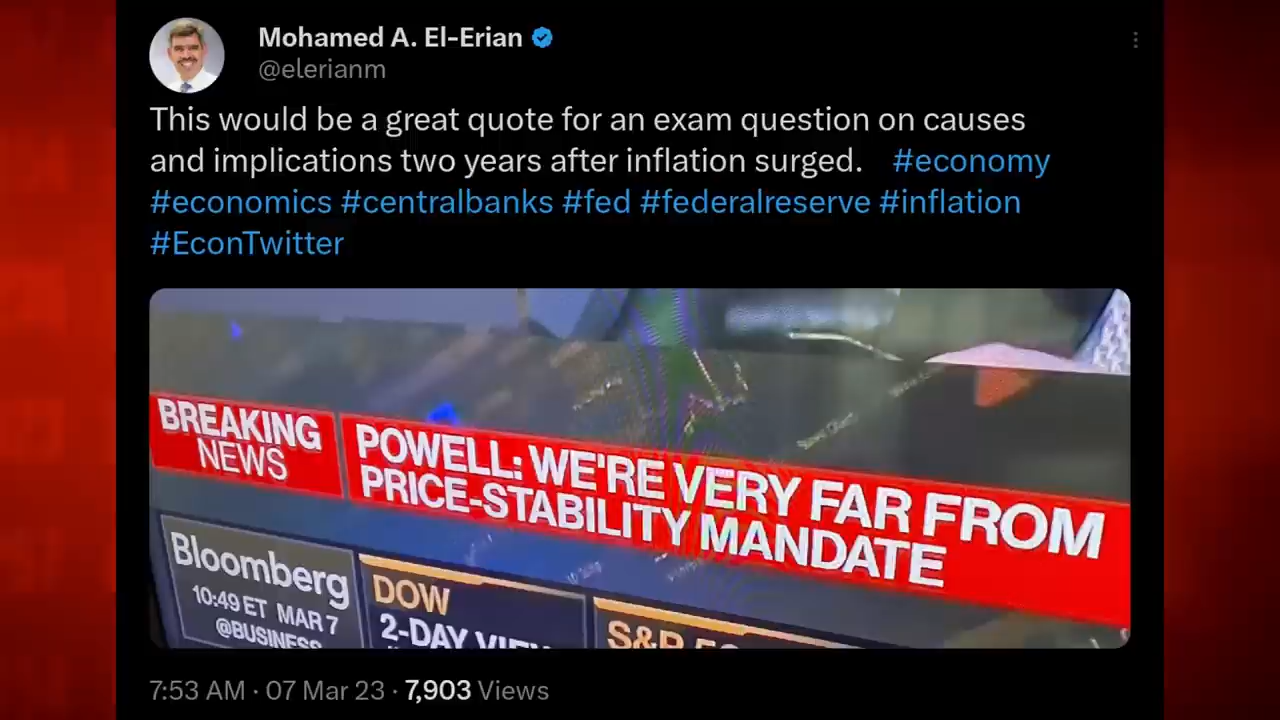 Mohamed A. El-Erian
@elerianm
This would be a great quote for an exam question on causes
and implications two years after inflation surged. #economy
#economics #centralbanks #fed #federalreserve #inflation
#EconTwitter
BREAKING
NEWS
POWELL: WE'RE VERY FAR FROM
PRICE-STABILITY MANDATE
Bloomberg
10:49 ET MAR 7
@BUSINESS
DOW
2-DAY VIEW
S&P 50
7:53 AM · 07 Mar 23 · 7,903 Views